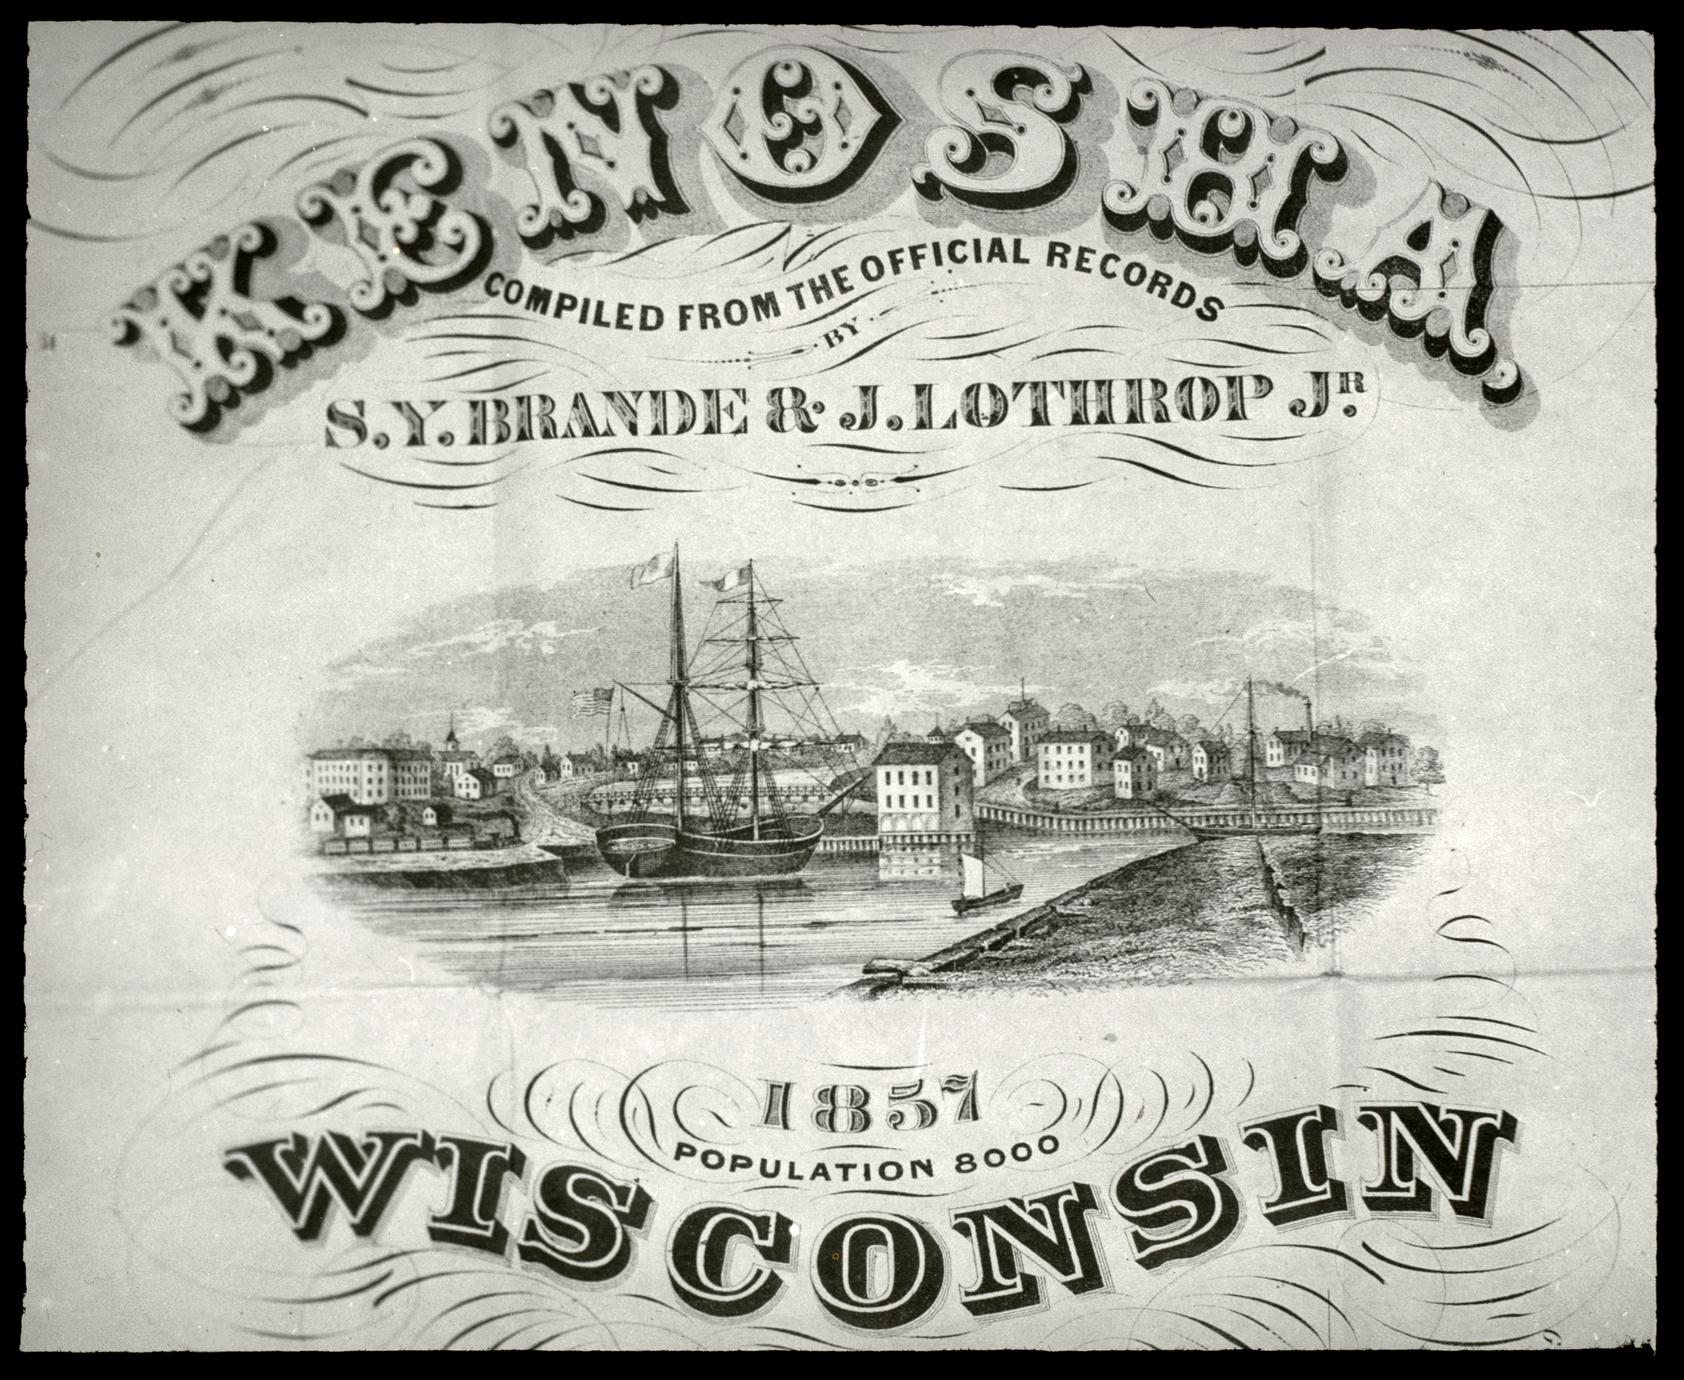 KENOSHA,
COMPILED FROM THE OFFICIAL RECORDS
BY
S. Y. BRANDE & J. LOTHROP JR.
1857
POPULATION 8000
WISCONSIN